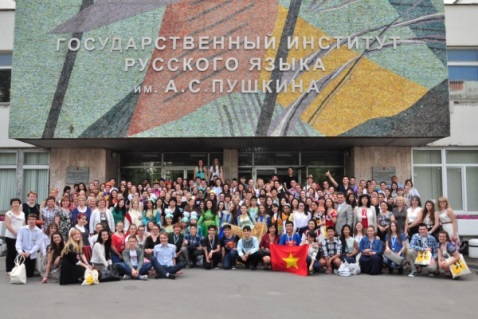 ГОСУДАРСТВЕННЫЙ ИНСТИТУТ
РУССКОГО ЯЗЫКА
им. А.С. ПУШКИНА